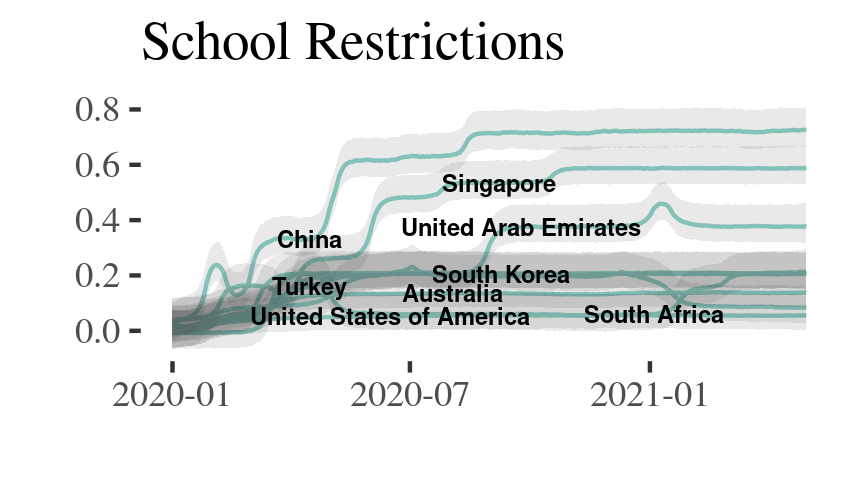 School Restrictions
0.8
0.6
Singapore
0.4
United Arab Emirates
China
0.2
South Korea
Turkey
Australia
United States of America
South Africa
0.0
2020-01
2020-07
2021-01